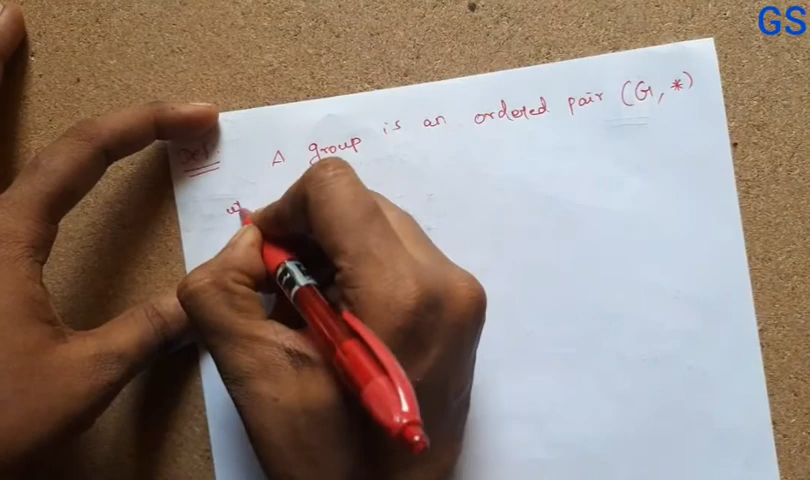 GS
Def: A group is an ordered pair (G, *)